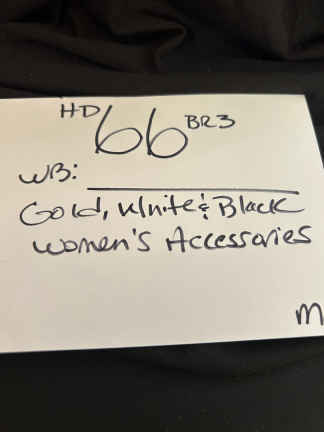 HD 66 BR3
WB:
Gold, White & Black
Women's Accessories
M